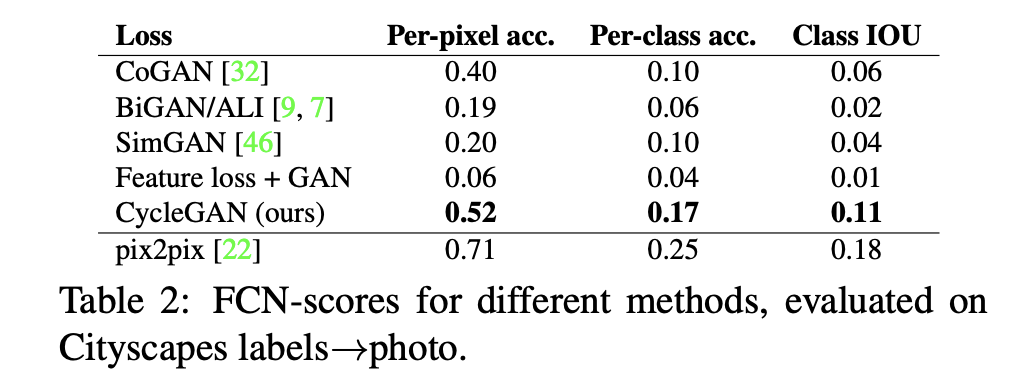 Loss Per-pixel acc. Per-class acc. Class IOU
CoGAN [32] 0.40 0.10 0.06
BiGAN/ALI [9, 7] 0.19 0.06 0.02
SimGAN [46] 0.20 0.10 0.04
Feature loss + GAN 0.06 0.04 0.01
CycleGAN (ours) 0.52 0.17 0.11
pix2pix [22] 0.71 0.25 0.18
Table 2: FCN-scores for different methods, evaluated on
Cityscapes labels→photo.